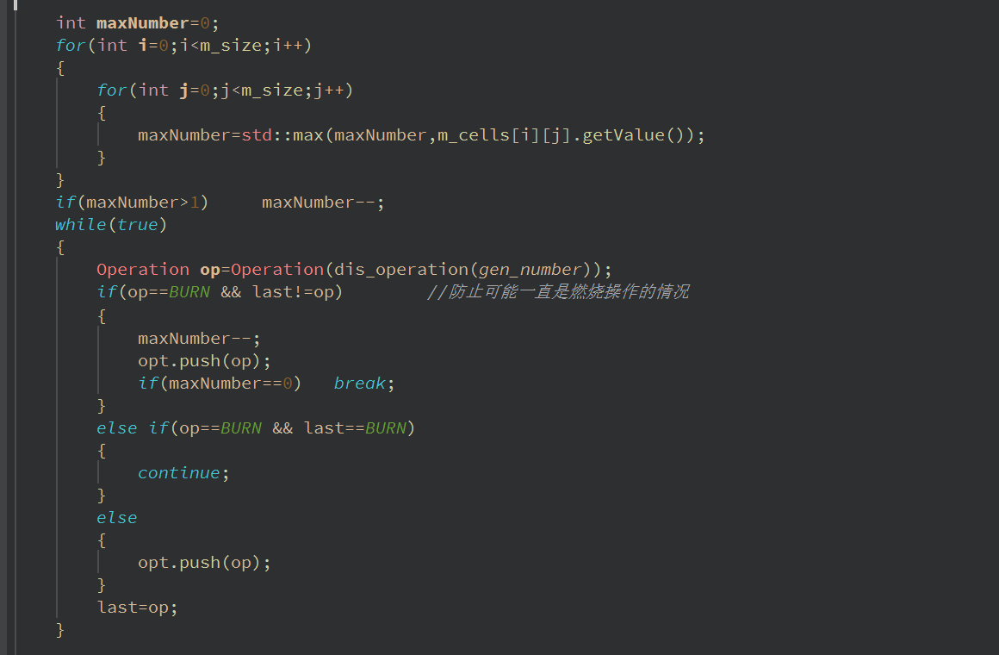 int maxNumber=0;
for(int i=0;i<m_size;i++)
{
for(int j=0;j<m_size;j++)
{
maxNumber=std::max(maxNumber,m_cells[i][j].getValue());
}
}
if(maxNumber>1)     maxNumber--;
while(true)
{
Operation op=Operation(dis_operation(gen_number));
if(op==BURN && last!=op)        //防止可能一直是燃烧操作的情况
{
maxNumber--;
opt.push(op);
if(maxNumber==0)   break;
}
else if(op==BURN && last==BURN)
{
continue;
}
else
{
opt.push(op);
}
last=op;
}